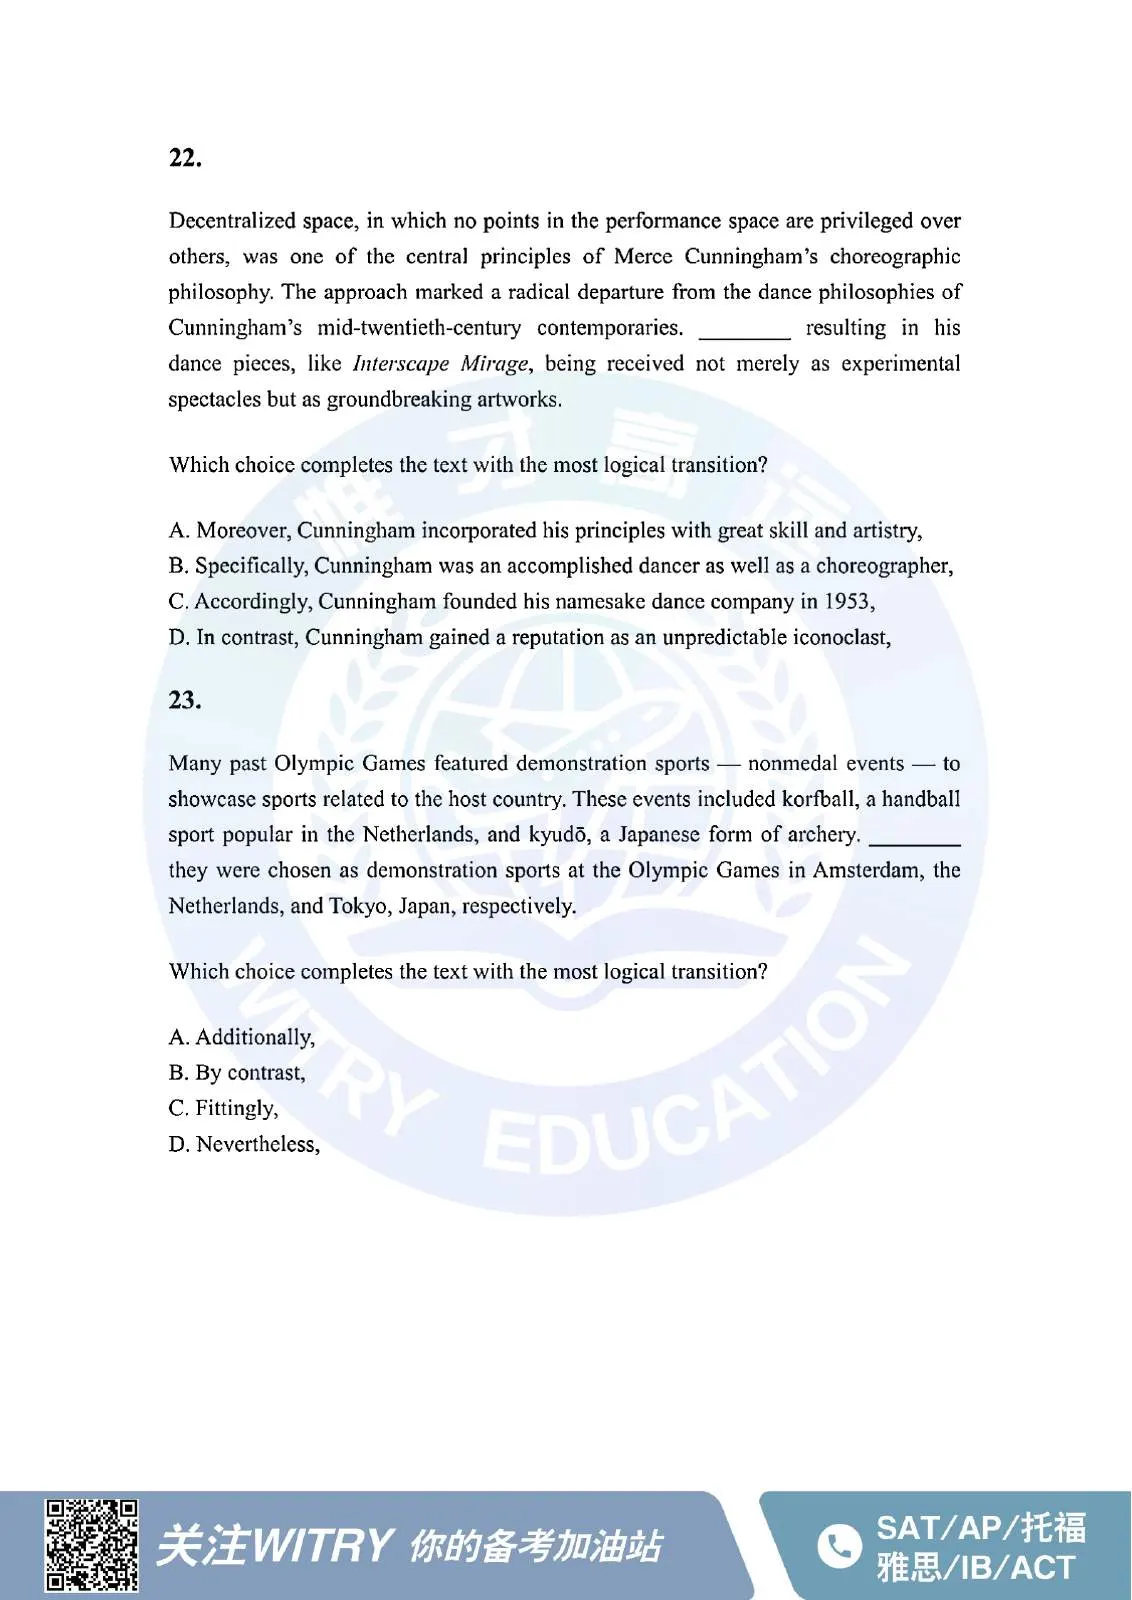 22.
Decentralized space, in which no points in the performance space are privileged over
others, was one of the central principles of Merce Cunningham's choreographic
philosophy. The approach marked a radical departure from the dance philosophies of
Cunningham's mid-twentieth-century contemporaries. ________ resulting in his
dance pieces, like Interscape Mirage, being received not merely as experimental
spectacles but as groundbreaking artworks.
Which choice completes the text with the most logical transition?
A. Moreover, Cunningham incorporated his principles with great skill and artistry,
B. Specifically, Cunningham was an accomplished dancer as well as a choreographer,
C. Accordingly, Cunningham founded his namesake dance company in 1953,
D. In contrast, Cunningham gained a reputation as an unpredictable iconoclast,
23.
Many past Olympic Games featured demonstration sports — nonmedal events — to
showcase sports related to the host country. These events included korfball, a handball
sport popular in the Netherlands, and kyudō, a Japanese form of archery. ________
they were chosen as demonstration sports at the Olympic Games in Amsterdam, the
Netherlands, and Tokyo, Japan, respectively.
Which choice completes the text with the most logical transition?
A. Additionally,
B. By contrast,
C. Fittingly,
D. Nevertheless,
惟才高远
WITRY EDUCATION
关注WITRY 你的备考加油站
SAT/AP/托福
雅思/IB/ACT